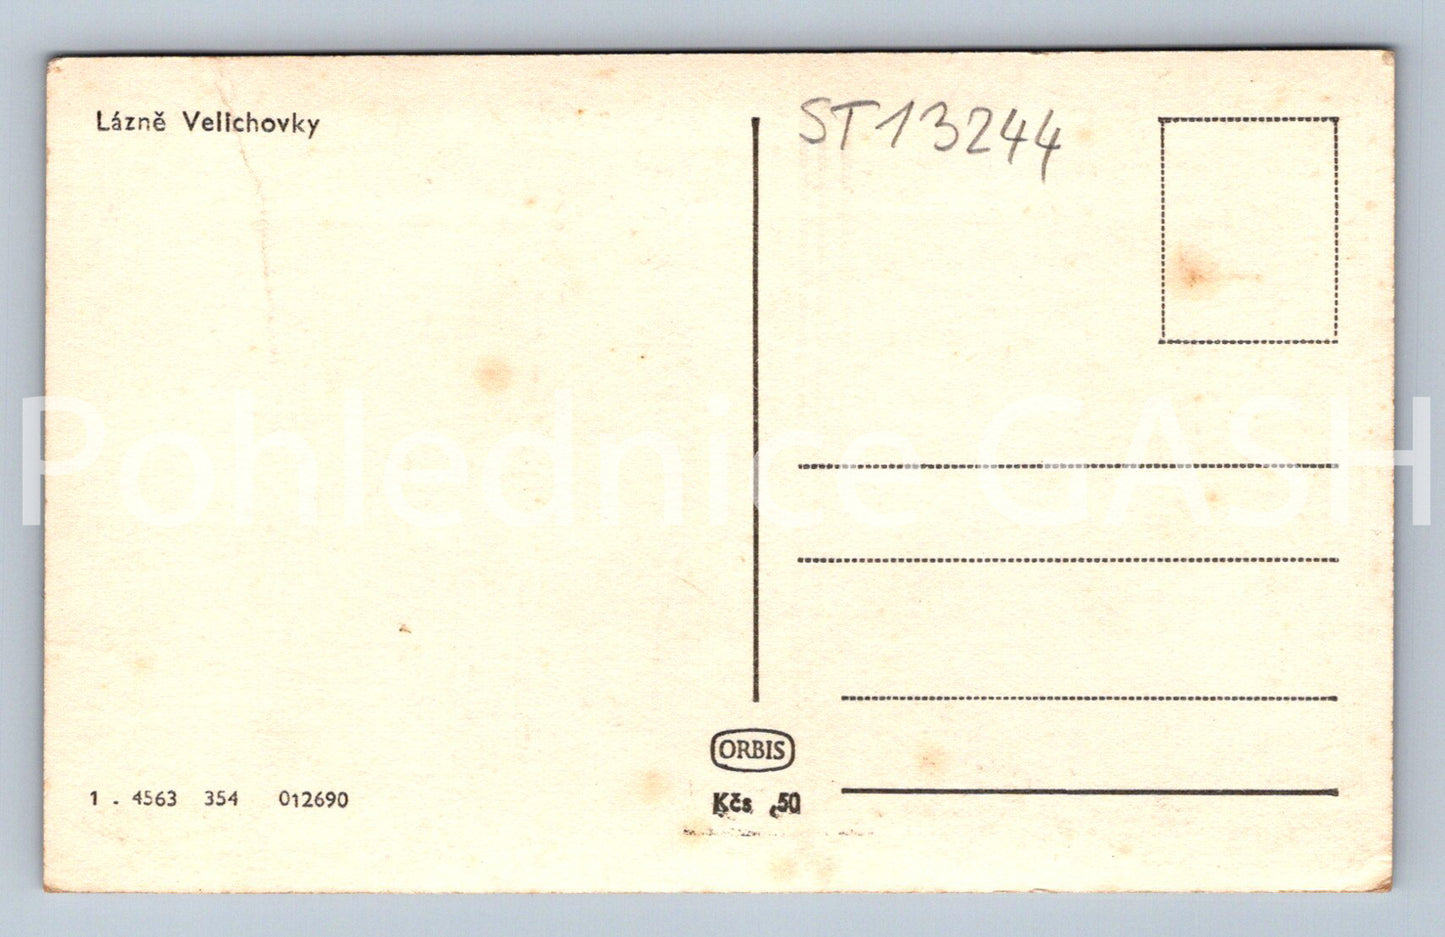 Lázně Velichovky
ST13244
Pohlednice GASH
ORBIS
Kčs ,50
1 . 4563 354 012690